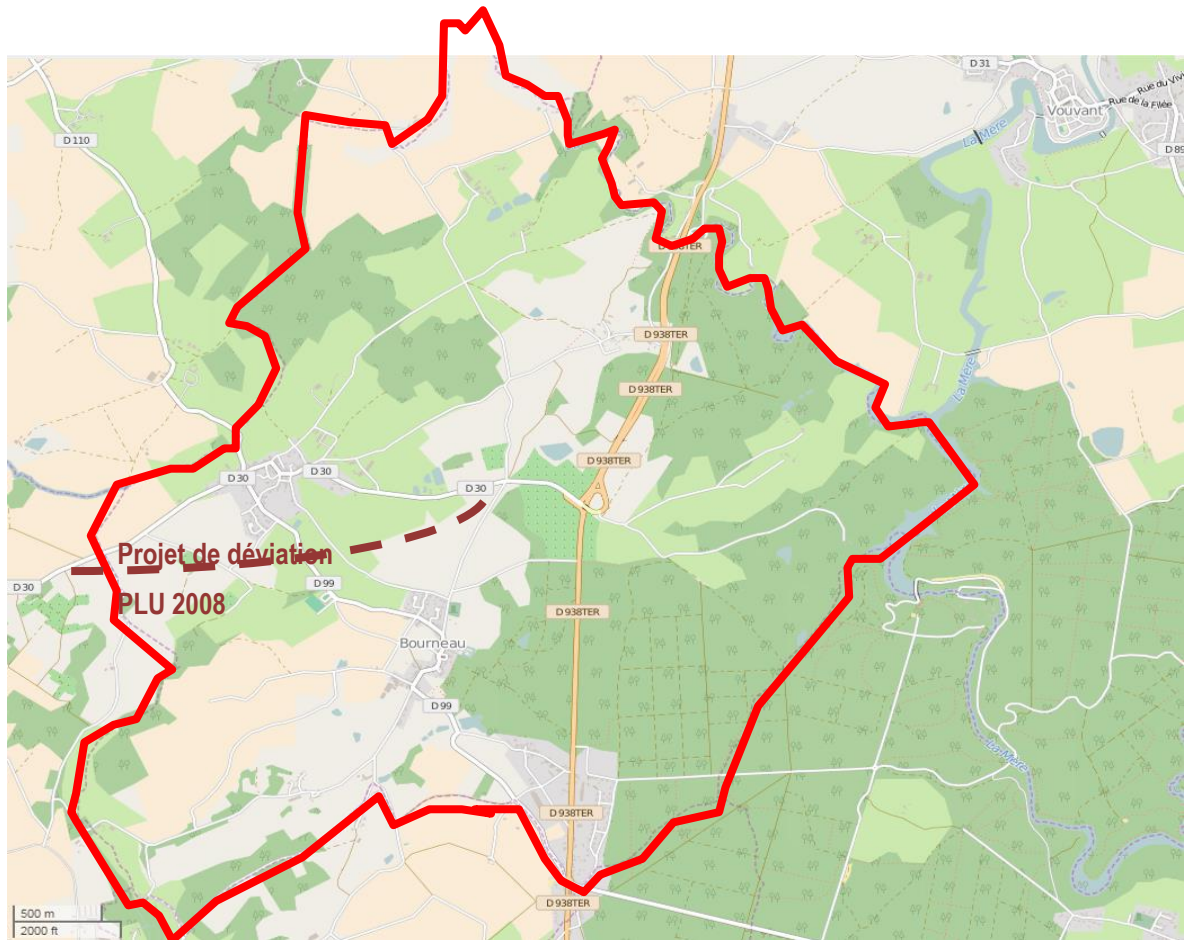 D 31
Vouvant
Rue du Vivi
Rue de la Filée
La Mère
D 110
D 89
D 938TER
D 938TER
La Mère
D 938TER
D 30
D 938TER
D 30
D 30
Projet de déviation
D 30
D 99
PLU 2008
D 938TER
Bourneau
D 99
La Mère
D 938TER
D 938TER
500 m
2000 ft